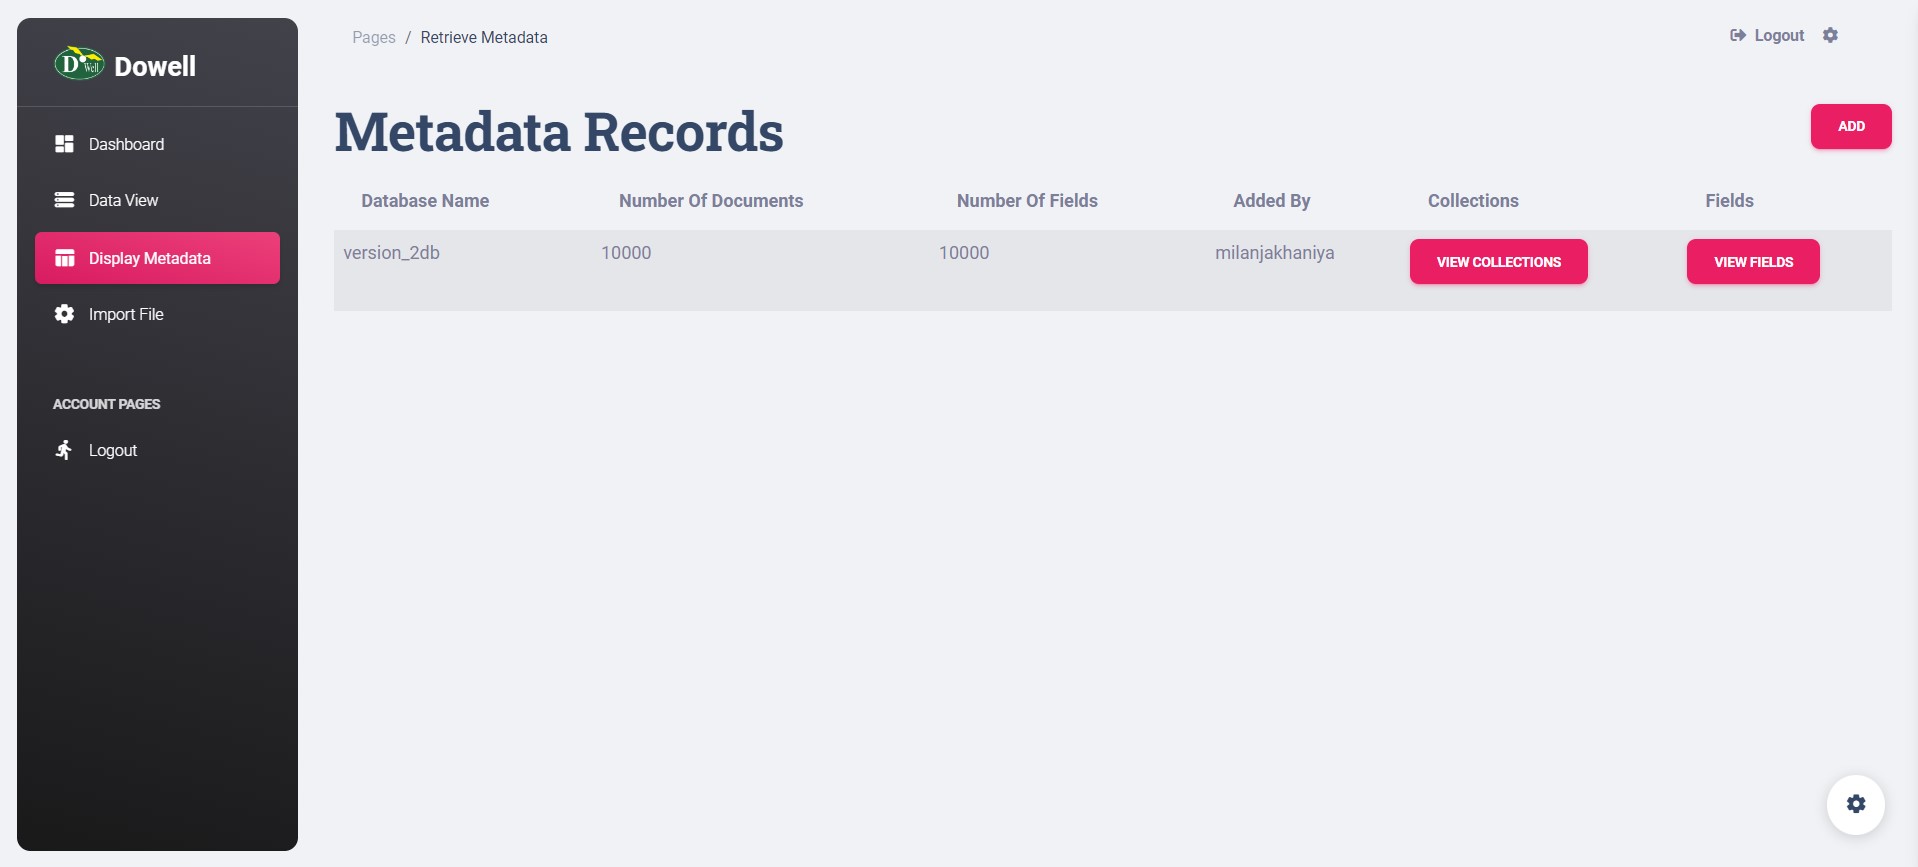 D Well Dowell
Dashboard
Data View
Display Metadata
Import File
ACCOUNT PAGES
Logout
Pages / Retrieve Metadata
Logout
Metadata Records
ADD
Database Name Number Of Documents Number Of Fields Added By Collections Fields
version_2db 10000 10000 milanjakhaniya VIEW COLLECTIONS VIEW FIELDS